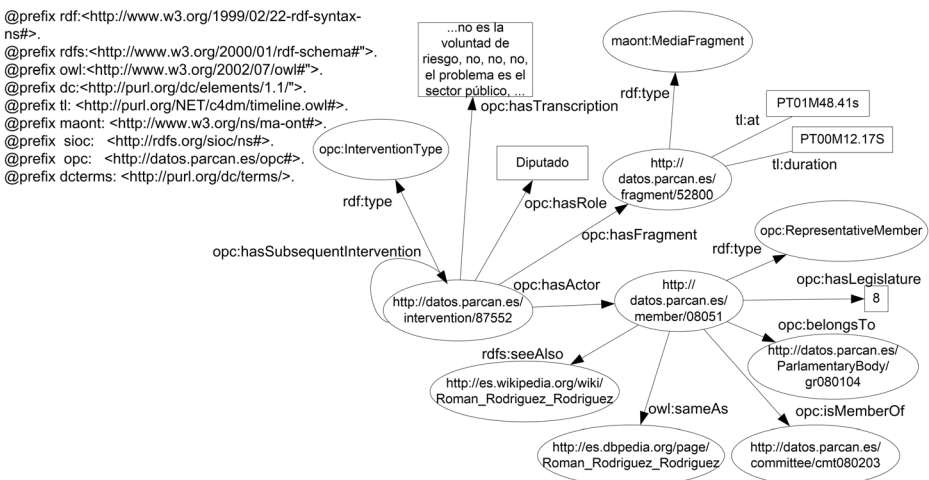 @prefix rdf:<http://www.w3.org/1999/02/22-rdf-syntax-
ns#>.
@prefix rdfs:<http://www.w3.org/2000/01/rdf-schema#">.
@prefix owl:<http://www.w3.org/2002/07/owl#">.
@prefix dc:<http://purl.org/dc/elements/1.1/">.
@prefix tl: <http://purl.org/NET/c4dm/timeline.owl#>.
@prefix maont: <http://www.w3.org/ns/ma-ont#>.
@prefix sioc: <http://rdfs.org/sioc/ns#>.
@prefix opc: <http://datos.parcan.es/opc#>.
@prefix dcterms: <http://purl.org/dc/terms/>.
...no es la
voluntad de
riesgo, no, no, no,
el problema es el
sector público, ...
opc:hasTranscription
maont:MediaFragment
rdf:type
PT01M48.41s
tl:at
PT00M12.17S
tl:duration
opc:InterventionType
rdf:type
Diputado
opc:hasRole
http://
datos.parcan.es/
fragment/52800
opc:hasFragment
opc:hasSubsequentIntervention
http://datos.parcan.es/
intervention/87552
opc:hasActor
http://
datos.parcan.es/
member/08051
rdf:type
opc:RepresentativeMember
opc:hasLegislature
8
opc:belongsTo
http://datos.parcan.es/
ParlamentaryBody/
gr080104
rdfs:seeAlso
http://es.wikipedia.org/wiki/
Roman_Rodriguez_Rodriguez
owl:sameAs
http://es.dbpedia.org/page/
Roman_Rodriguez_Rodriguez
opc:isMemberOf
http://datos.parcan.es/
committee/cmt080203